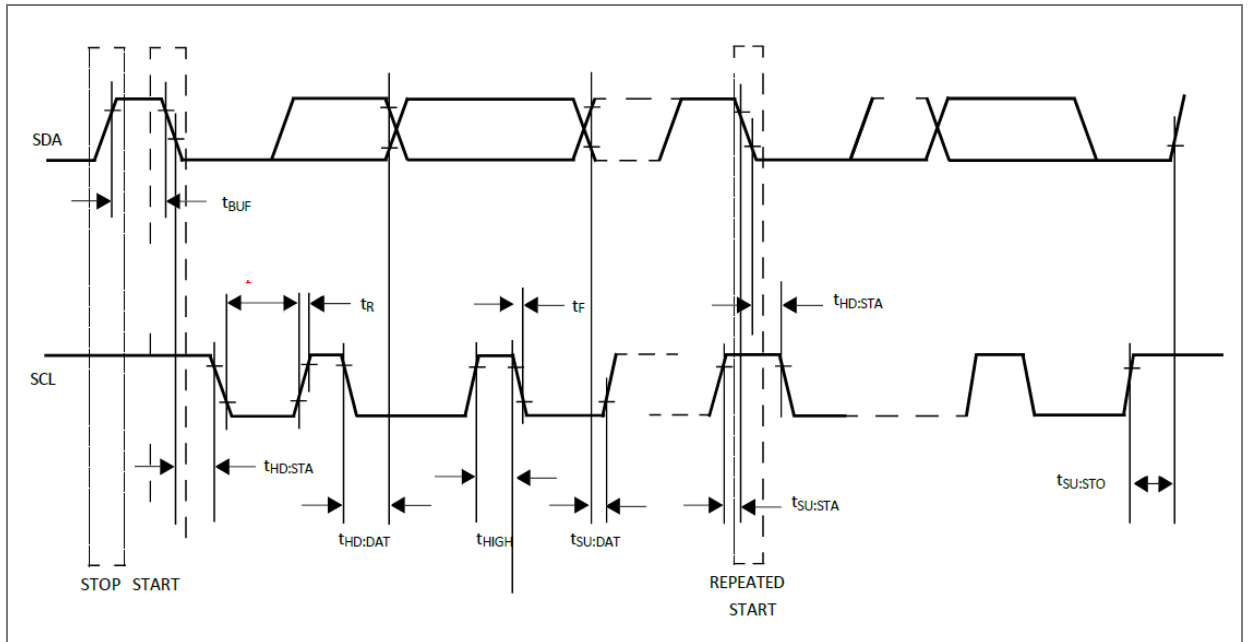 SDA
tBUF
tR
tF
tHD:STA
SCL
tHD:STA
tSU:STO
tSU:STA
tHD:DAT
tHIGH
tSU:DAT
STOP START
REPEATED
START